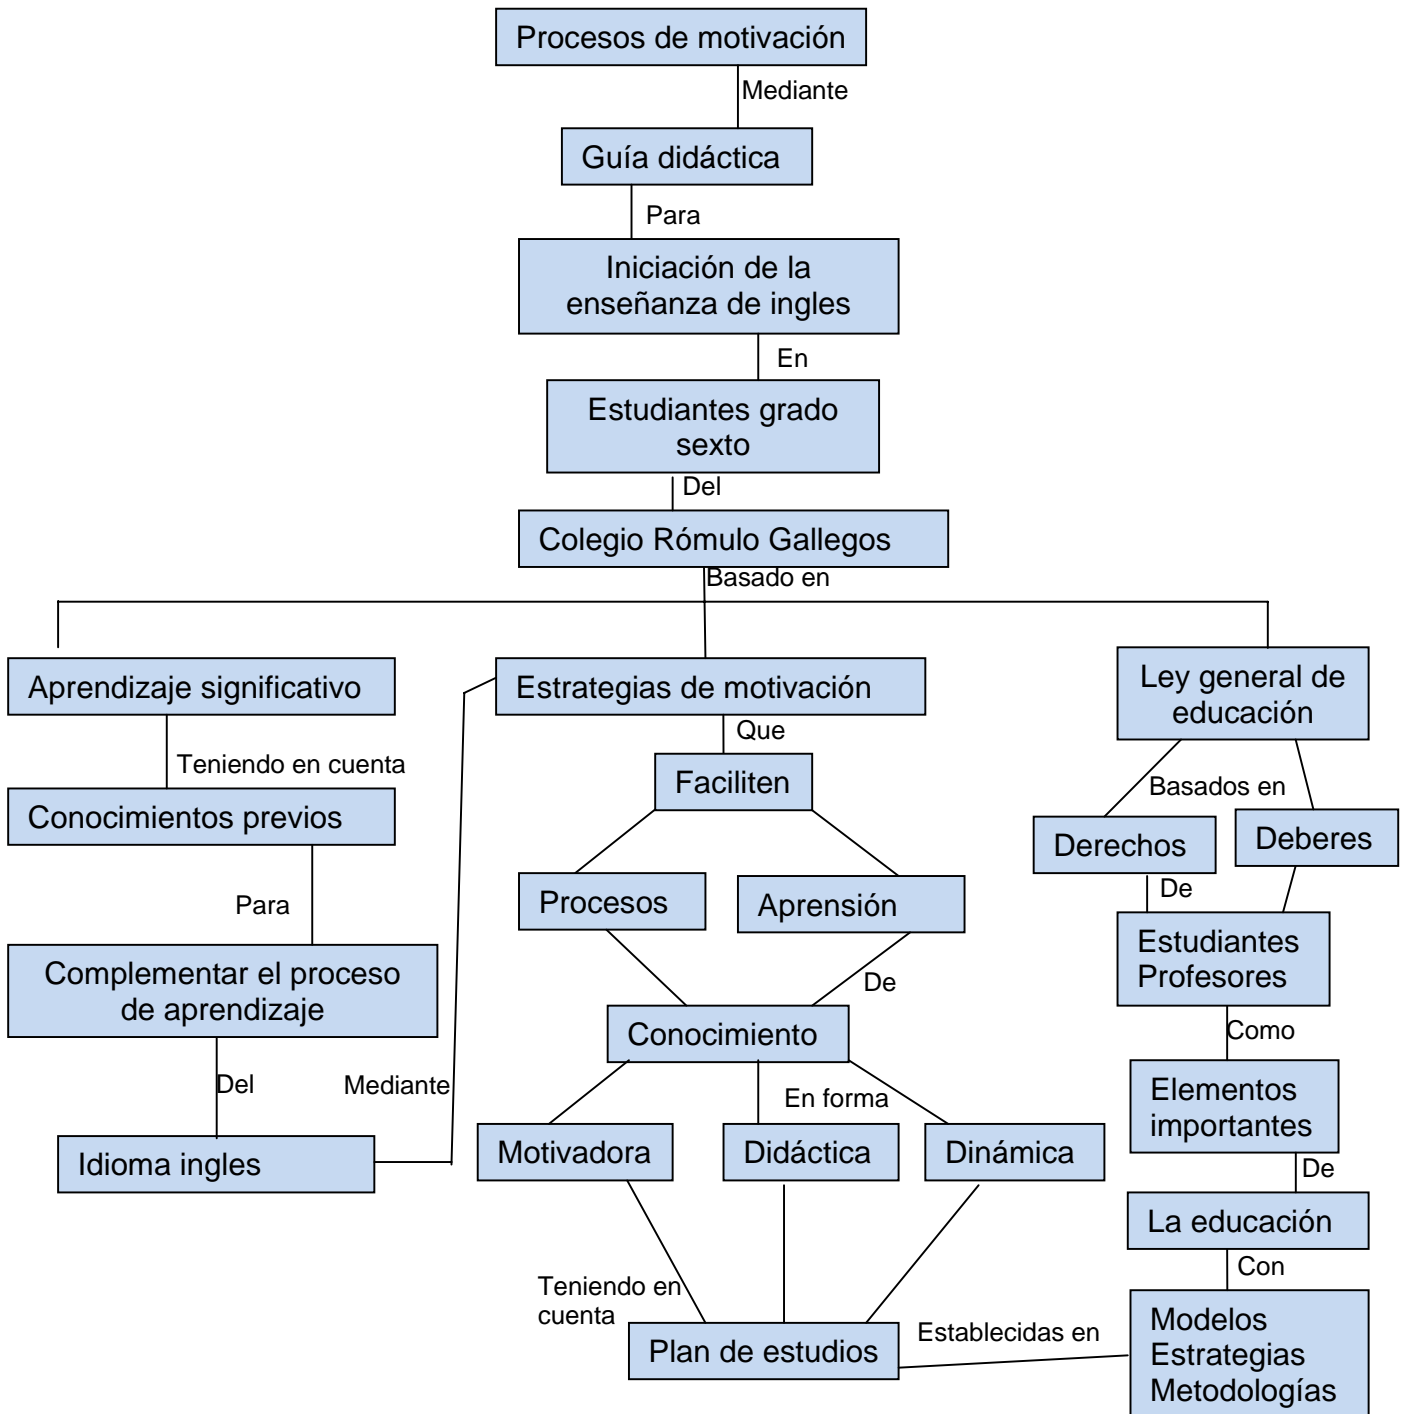 Procesos de motivación
Mediante
Guía didáctica
Para
Iniciación de la
enseñanza de ingles
En
Estudiantes grado
sexto
Del
Colegio Rómulo Gallegos
Basado en
Aprendizaje significativo
Teniendo en cuenta
Conocimientos previos
Para
Complementar el proceso
de aprendizaje
Del
Idioma ingles
Mediante
Estrategias de motivación
Que
Faciliten
Procesos
Aprensión
De
Conocimiento
En forma
Motivadora
Didáctica
Dinámica
Teniendo en
cuenta
Plan de estudios
Establecidas en
Ley general de
educación
Basados en
Derechos
Deberes
De
Estudiantes
Profesores
Como
Elementos
importantes
De
La educación
Con
Modelos
Estrategias
Metodologías